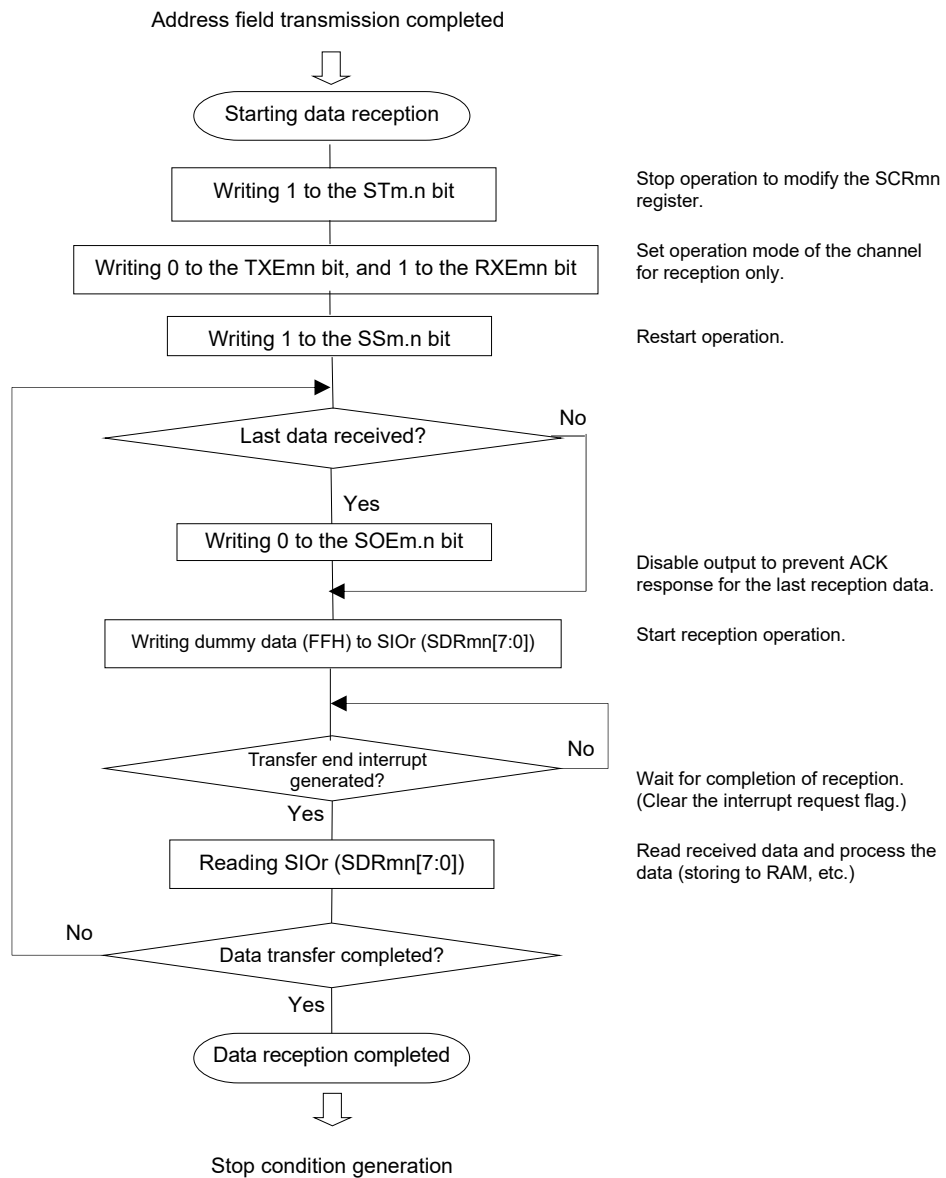 Address field transmission completed
Starting data reception
Writing 1 to the STm.n bit
Stop operation to modify the SCRmn
register.
Writing 0 to the TXEmn bit, and 1 to the RXEmn bit
Set operation mode of the channel
for reception only.
Writing 1 to the SSm.n bit
Restart operation.
No
Last data received?
Yes
Writing 0 to the SOEm.n bit
Disable output to prevent ACK
response for the last reception data.
Writing dummy data (FFH) to SIOr (SDRmn[7:0])
Start reception operation.
Transfer end interrupt
generated?
No
Wait for completion of reception.
(Clear the interrupt request flag.)
Yes
Reading SIOr (SDRmn[7:0])
Read received data and process the
data (storing to RAM, etc.)
No
Data transfer completed?
Yes
Data reception completed
Stop condition generation